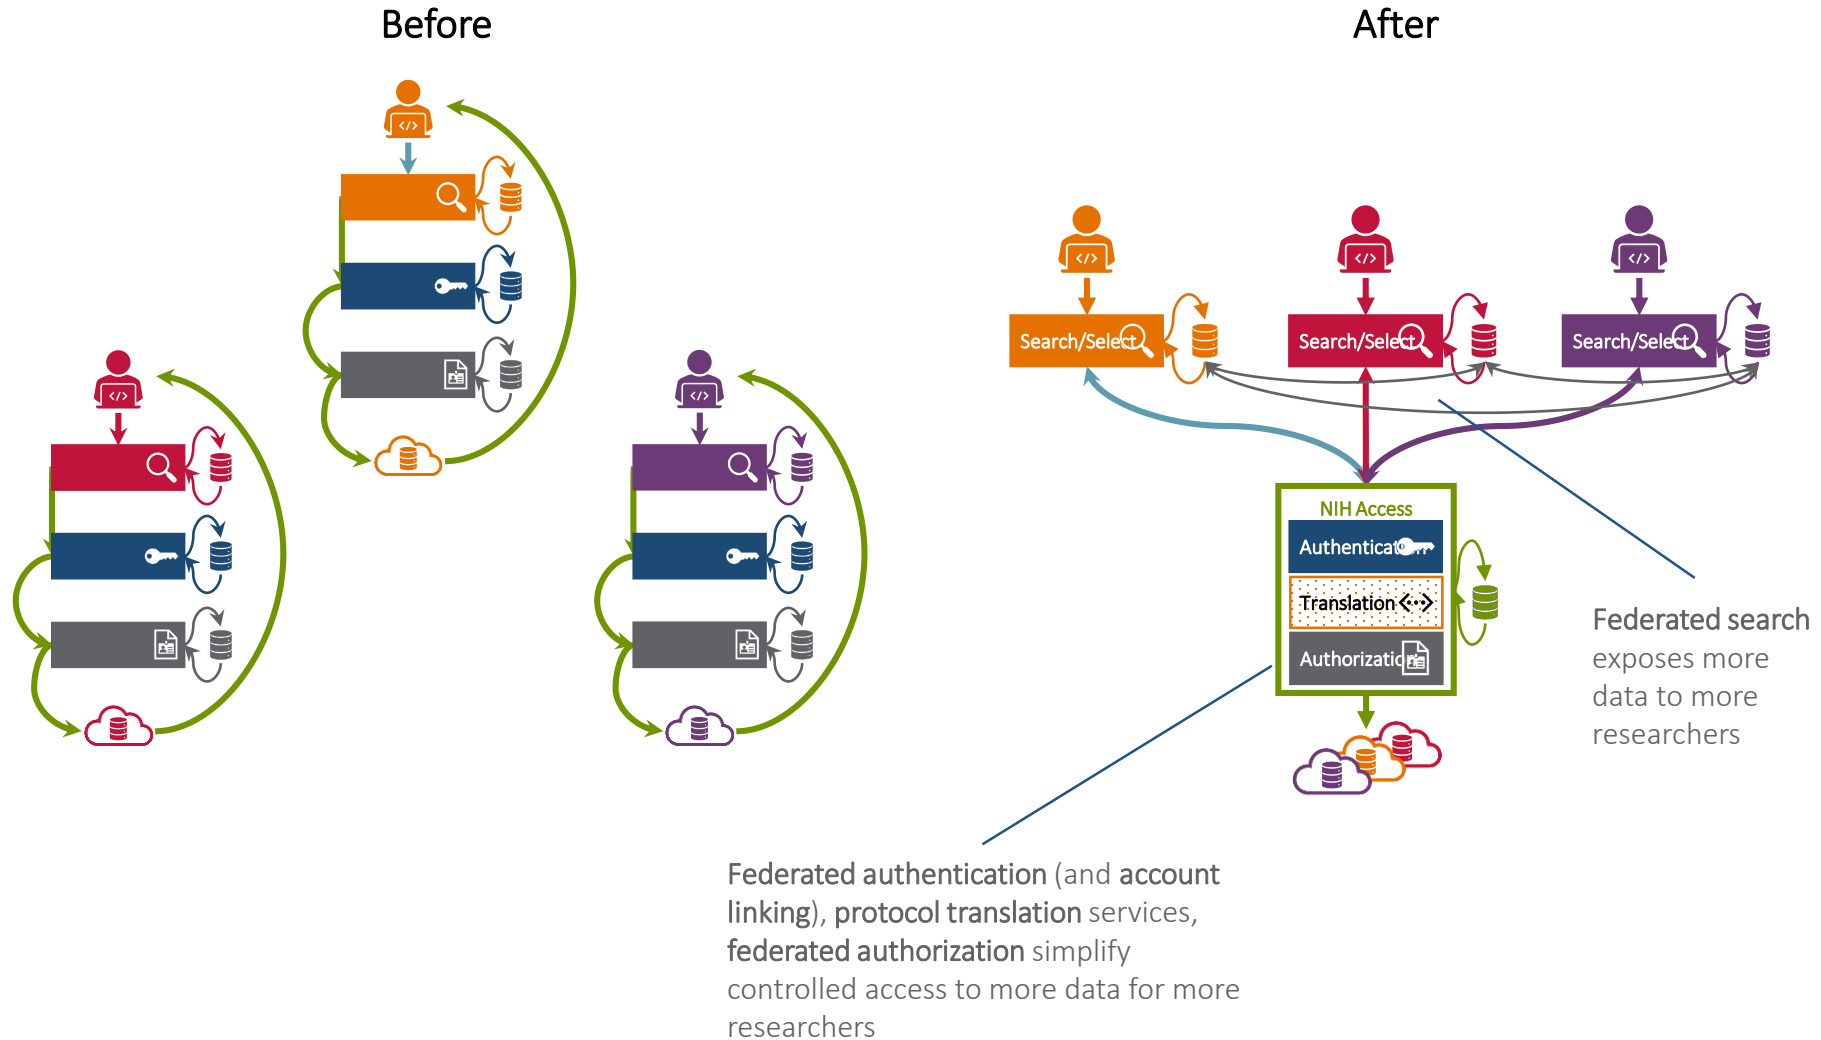 Before
After
Search/Select
Search/Select
Search/Select
NIH Access
Authentication
Translation
Authorization
Federated search
exposes more
data to more
researchers
Federated authentication (and account
linking), protocol translation services,
federated authorization simplify
controlled access to more data for more
researchers